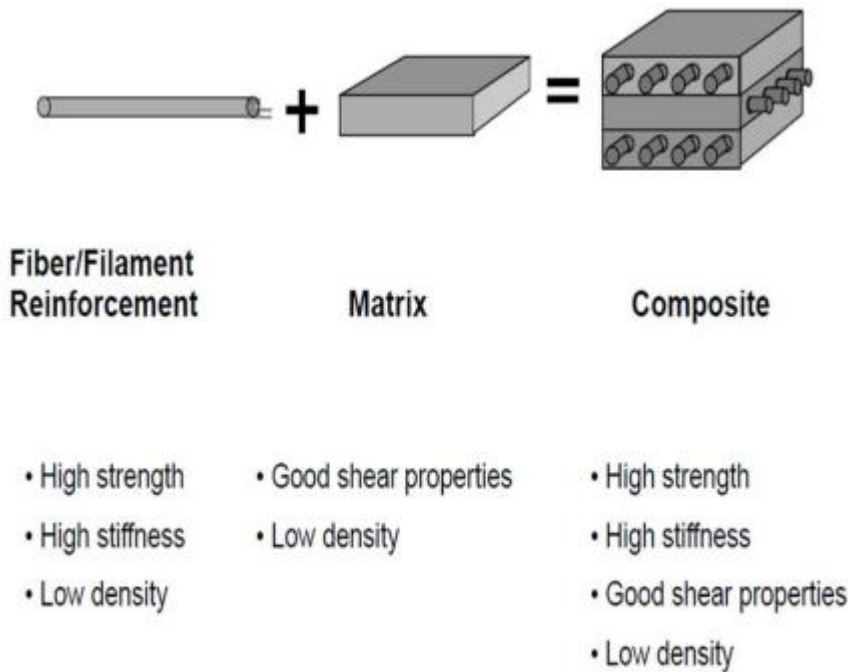 +
=
Fiber/Filament
Reinforcement
Matrix
Composite
• High strength
• High stiffness
• Low density
• Good shear properties
• Low density
• High strength
• High stiffness
• Good shear properties
• Low density